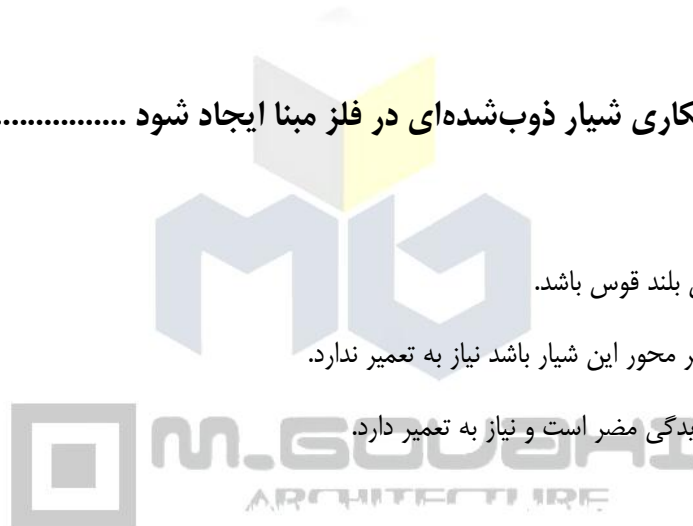 کاری شیار ذوب‌شده‌ای در فلز مبنا ایجاد شود ................
بلند قوس باشد.
محور این شیار باشد نیاز به تعمیر ندارد.
مضر است و نیاز به تعمیر دارد.
ARCHITECTURE